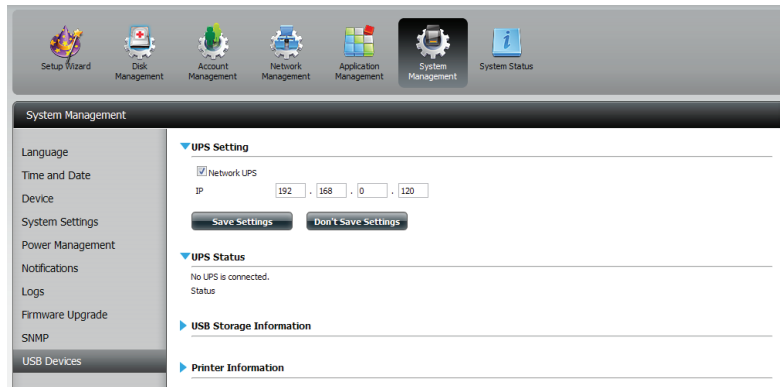 Setup Wizard
Disk Management
Account Management
Network Management
Application Management
System Management
System Status
System Management
Language
Time and Date
Device
System Settings
Power Management
Notifications
Logs
Firmware Upgrade
SNMP
USB Devices
UPS Setting
Network UPS
IP 192 . 168 . 0 . 120
Save Settings Don't Save Settings
UPS Status
No UPS is connected.
Status
USB Storage Information
Printer Information